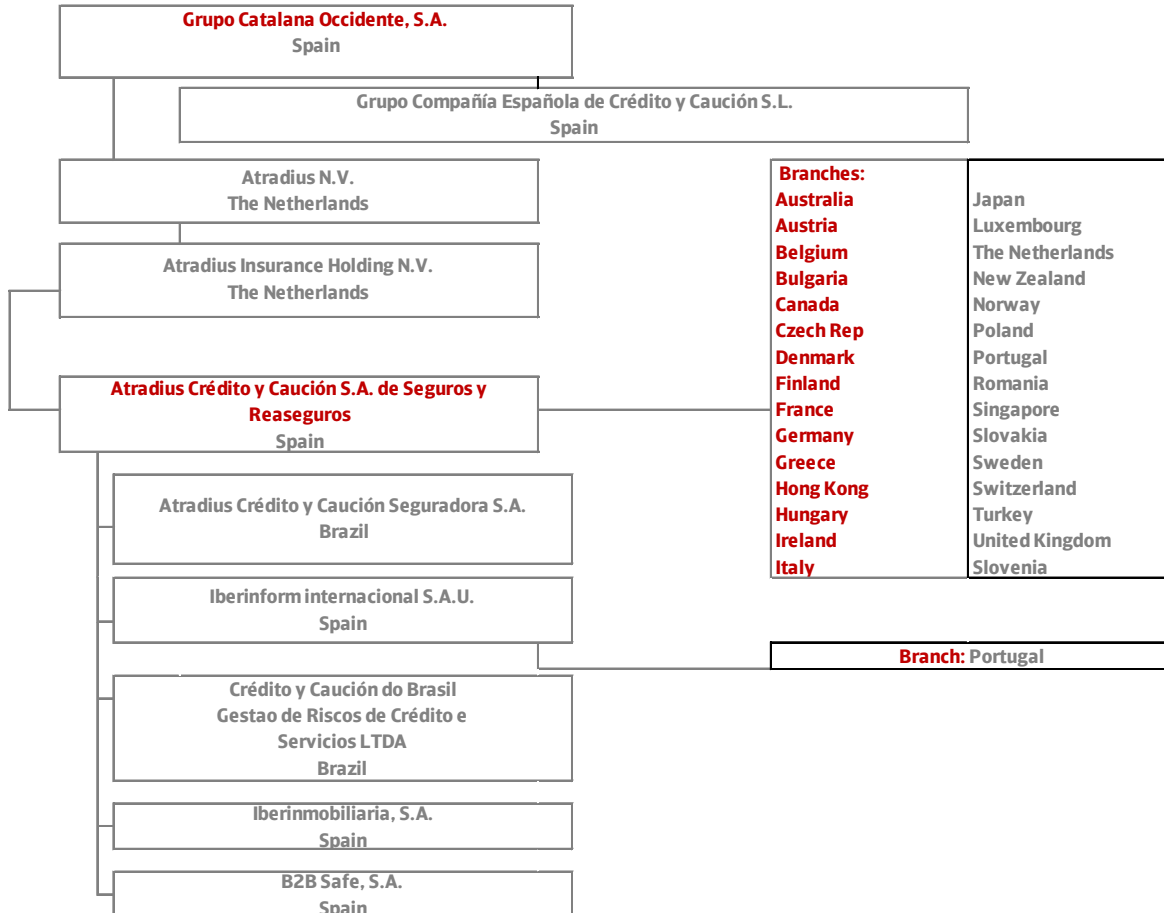 Grupo Catalana Occidente, S.A.
Spain
Grupo Compañía Española de Crédito y Caución S.L.
Spain
Atradius N.V.
The Netherlands
Atradius Insurance Holding N.V.
The Netherlands
Atradius Crédito y Caución S.A. de Seguros y
Reaseguros
Spain
Atradius Crédito y Caución Seguradora S.A.
Brazil
Iberinform internacional S.A.U.
Spain
Crédito y Caución do Brasil
Gestao de Riscos de Crédito e
Servicios LTDA
Brazil
Iberinmobiliaria, S.A.
Spain
B2B Safe, S.A.
Spain
Branches:
Australia Japan
Austria Luxembourg
Belgium The Netherlands
Bulgaria New Zealand
Canada Norway
Czech Rep Poland
Denmark Portugal
Finland Romania
France Singapore
Germany Slovakia
Greece Sweden
Hong Kong Switzerland
Hungary Turkey
Ireland United Kingdom
Italy Slovenia
Branch: Portugal